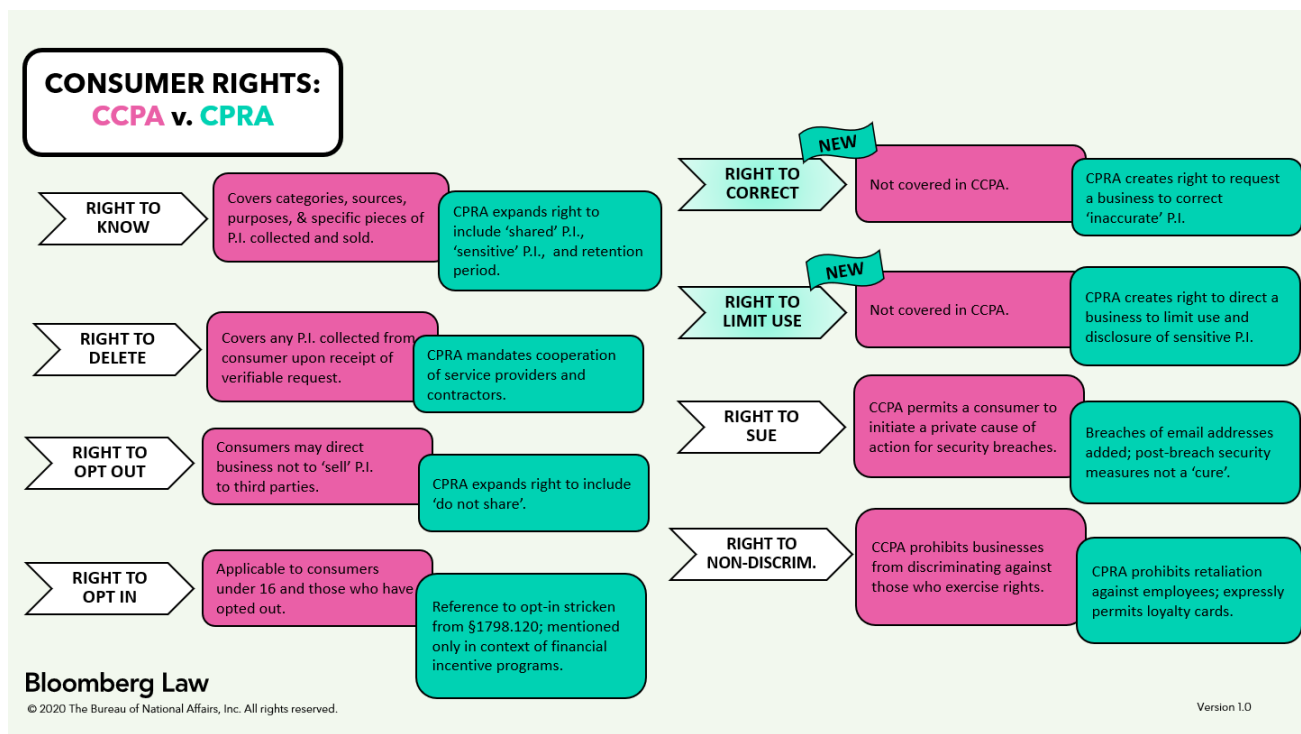 CONSUMER RIGHTS:
CCPA v. CPRA
RIGHT TO
KNOW
Covers categories, sources,
purposes, & specific pieces of
P.I. collected and sold.
CPRA expands right to
include ‘shared’ P.I.,
‘sensitive’ P.I., and retention
period.
RIGHT TO
DELETE
Covers any P.I. collected from
consumer upon receipt of
verifiable request.
CPRA mandates cooperation
of service providers and
contractors.
RIGHT TO
OPT OUT
Consumers may direct
business not to ‘sell’ P.I.
to third parties.
CPRA expands right to include
‘do not share’.
RIGHT TO
OPT IN
Applicable to consumers
under 16 and those who have
opted out.
Reference to opt-in stricken
from §1798.120; mentioned
only in context of financial
incentive programs.
NEW
RIGHT TO
CORRECT
Not covered in CCPA.
CPRA creates right to request
a business to correct
‘inaccurate’ P.I.
NEW
RIGHT TO
LIMIT USE
Not covered in CCPA.
CPRA creates right to direct a
business to limit use and
disclosure of sensitive P.I.
RIGHT TO
SUE
CCPA permits a consumer to
initiate a private cause of
action for security breaches.
Breaches of email addresses
added; post-breach security
measures not a ‘cure’.
RIGHT TO
NON-DISCRIM.
CCPA prohibits businesses
from discriminating against
those who exercise rights.
CPRA prohibits retaliation
against employees; expressly
permits loyalty cards.
Bloomberg Law
© 2020 The Bureau of National Affairs, Inc. All rights reserved.
Version 1.0